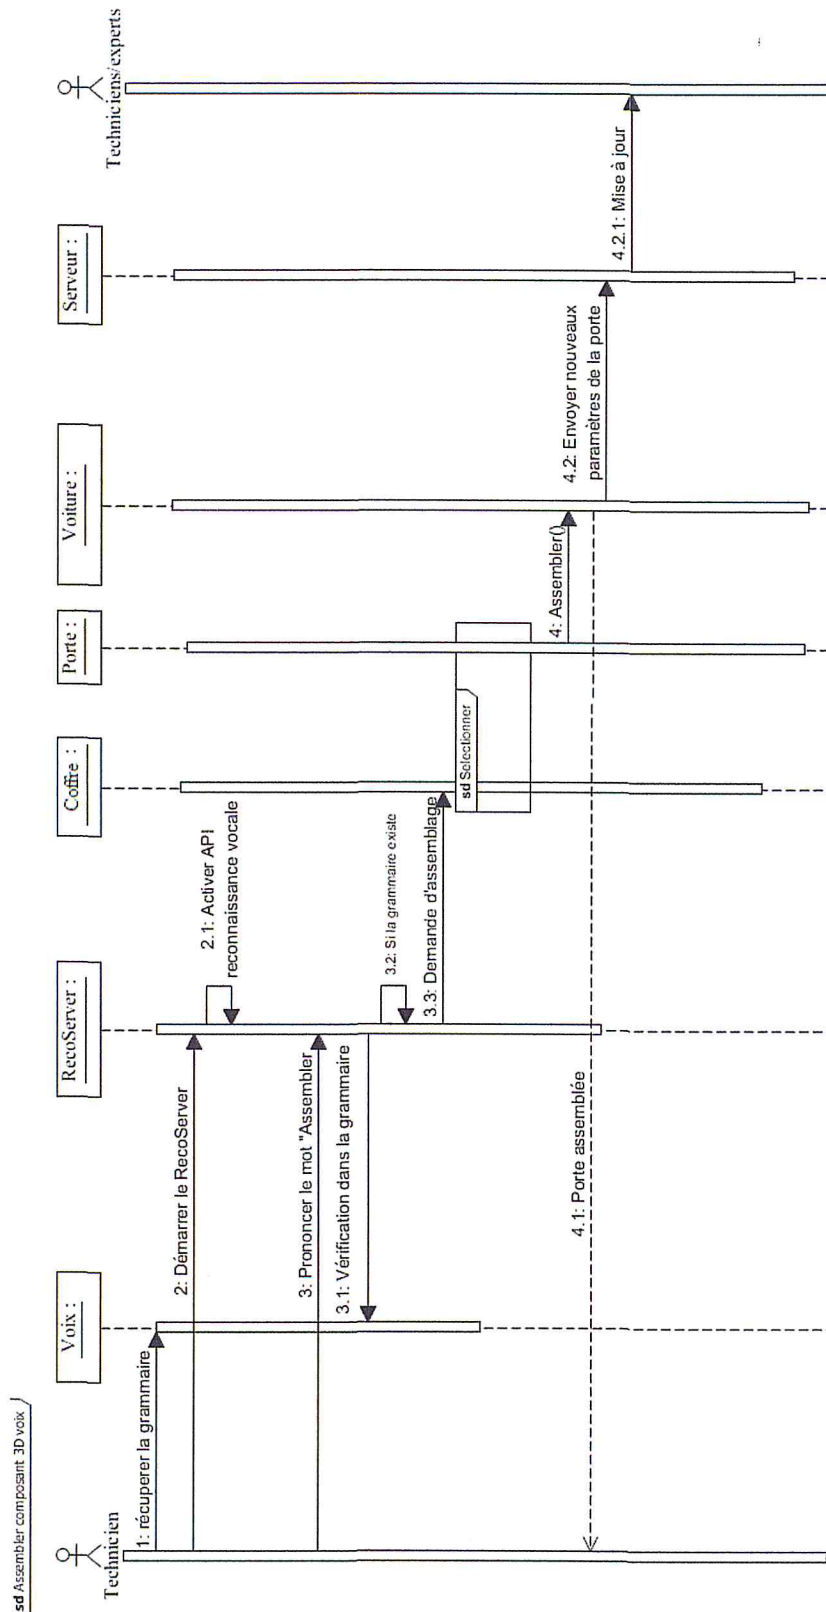 sd Assembler composant 3D voix
Technicien
Voix :
RecoServer :
Coffre :
Porte :
Voiture :
Serveur :
Techniciens/experts
1: récuperer la grammaire
2: Démarrer le RecoServer
2.1: Activer API
reconnaissance vocale
3: Prononcer le mot "Assembler
3.1: Vérification dans la grammaire
3.2: Si la grammaire existe
3.3: Demande d'assemblage
sd Selectionner
4: Assembler()
4.1: Porte assemblée
4.2: Envoyer nouveaux
paramètres de la porte
4.2.1: Mise à jour